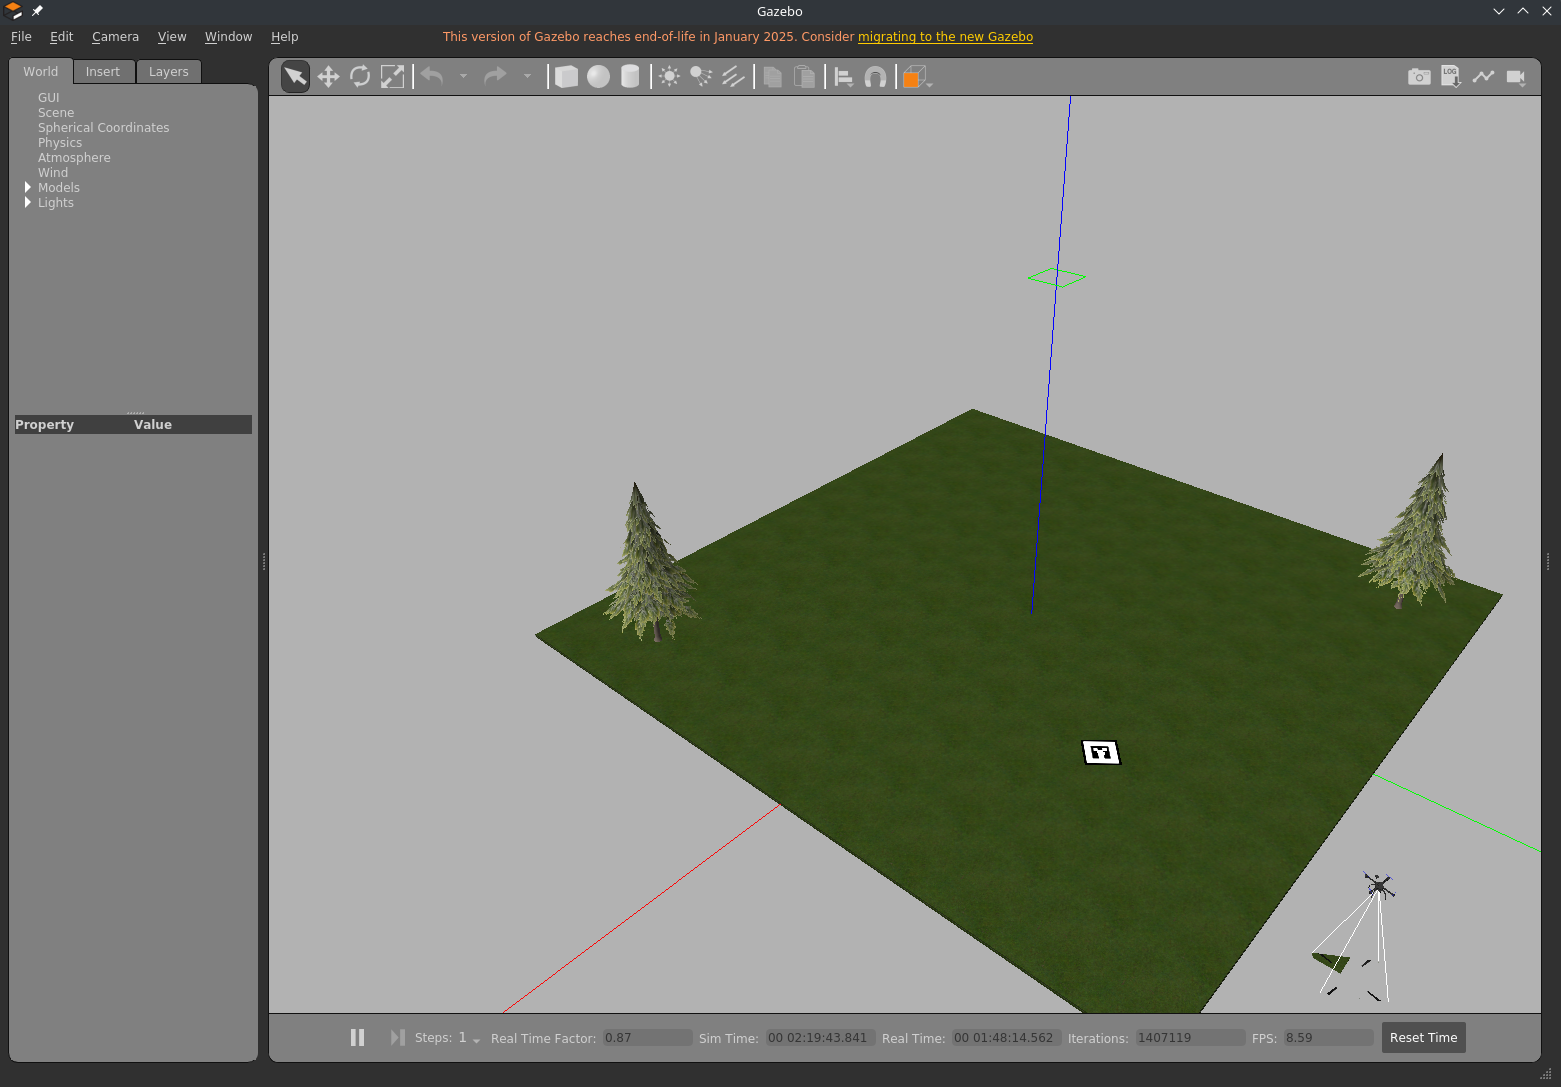 Gazebo
File Edit Camera View Window Help This version of Gazebo reaches end-of-life in January 2025. Consider migrating to the new Gazebo
World Insert Layers
LOG
GUI
Scene
Spherical Coordinates
Physics
Atmosphere
Wind
Models
Lights
Property Value
Steps: 1 Real Time Factor: 0.87 Sim Time: 00 02:19:43.841 Real Time: 00 01:48:14.562 Iterations: 1407119 FPS: 8.59 Reset Time